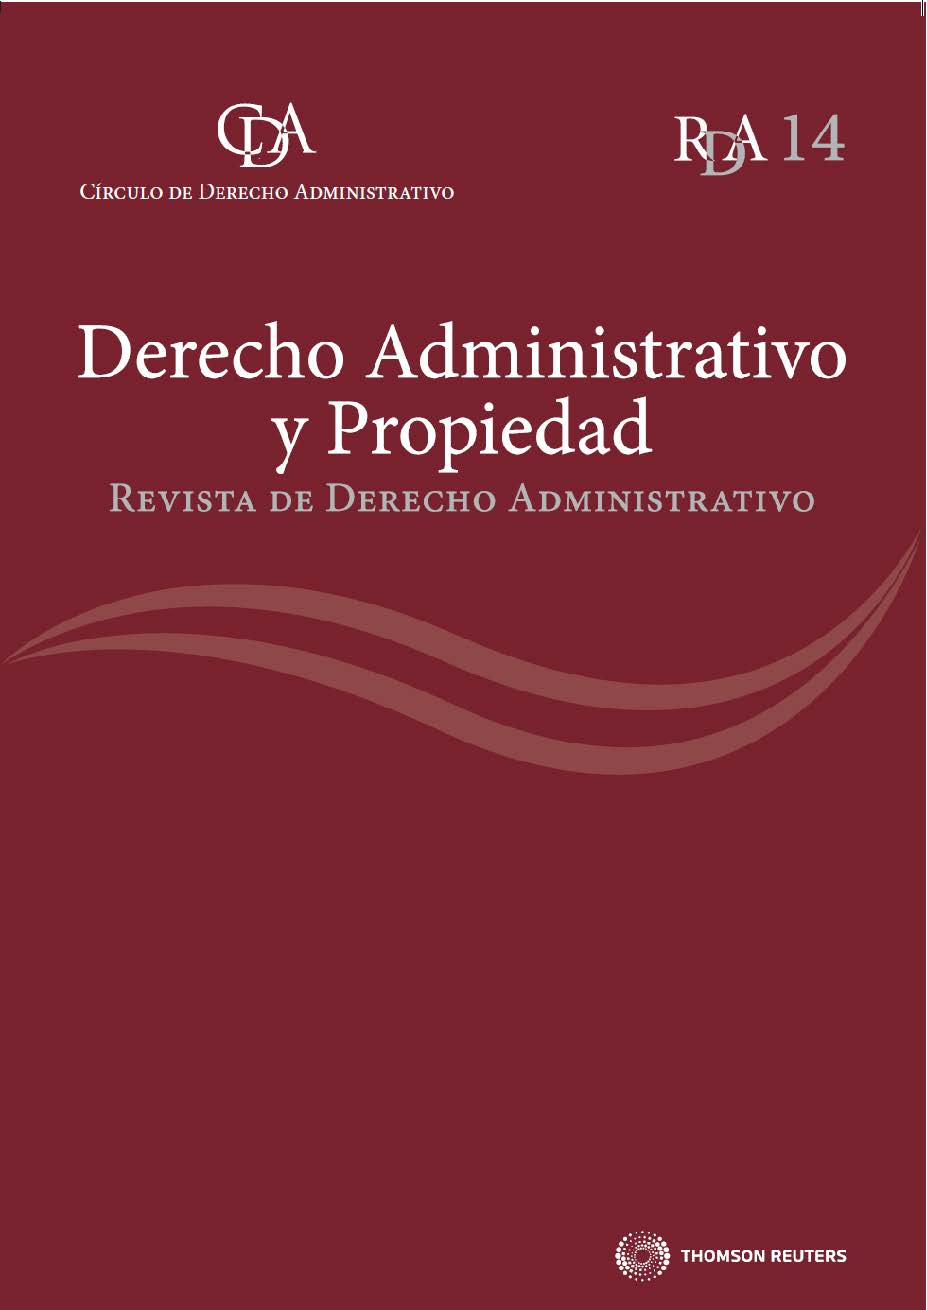 CDA
CÍRCULO DE DERECHO ADMINISTRATIVO
RDA 14
Derecho Administrativo
y Propiedad
REVISTA DE DERECHO ADMINISTRATIVO
THOMSON REUTERS